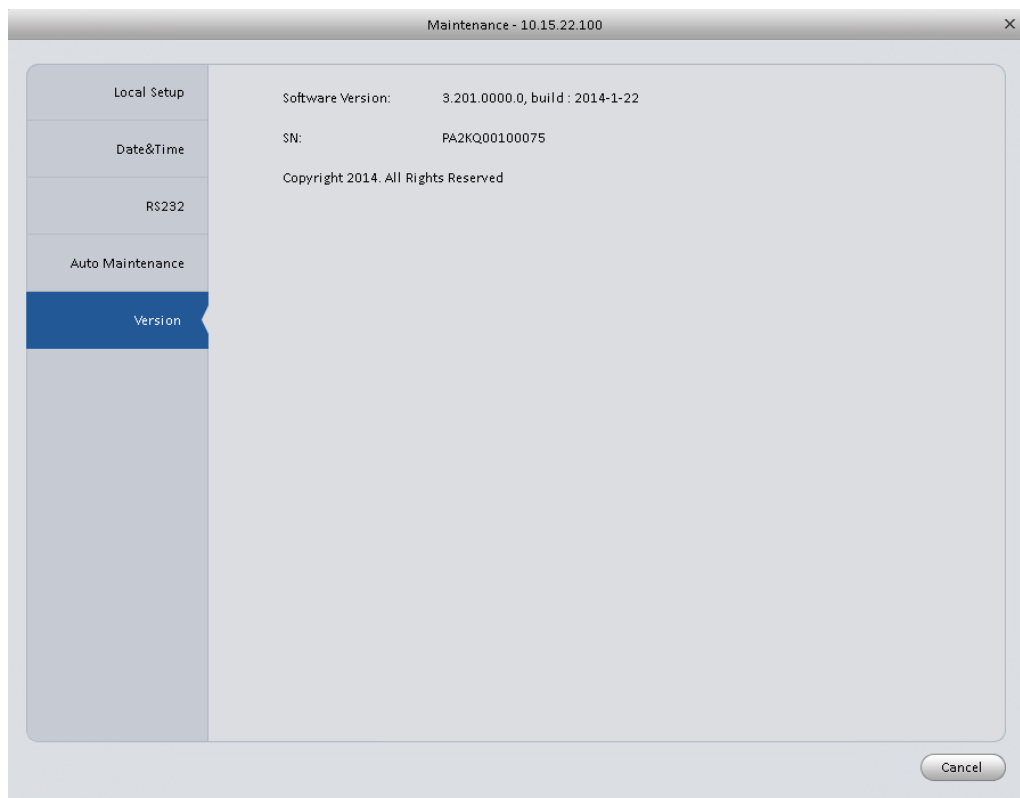 Maintenance - 10.15.22.100
Local Setup
Date&Time
RS232
Auto Maintenance
Version
Software Version: 3.201.0000.0, build : 2014-1-22
SN: PA2KQ00100075
Copyright 2014. All Rights Reserved
Cancel